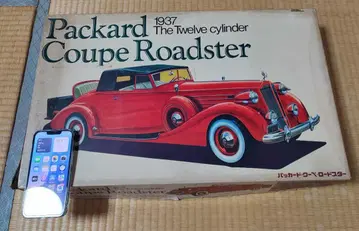 Packard
1937
The Twelve cylinder
Coupe Roadster
パッカード・クーペ・ロードスター